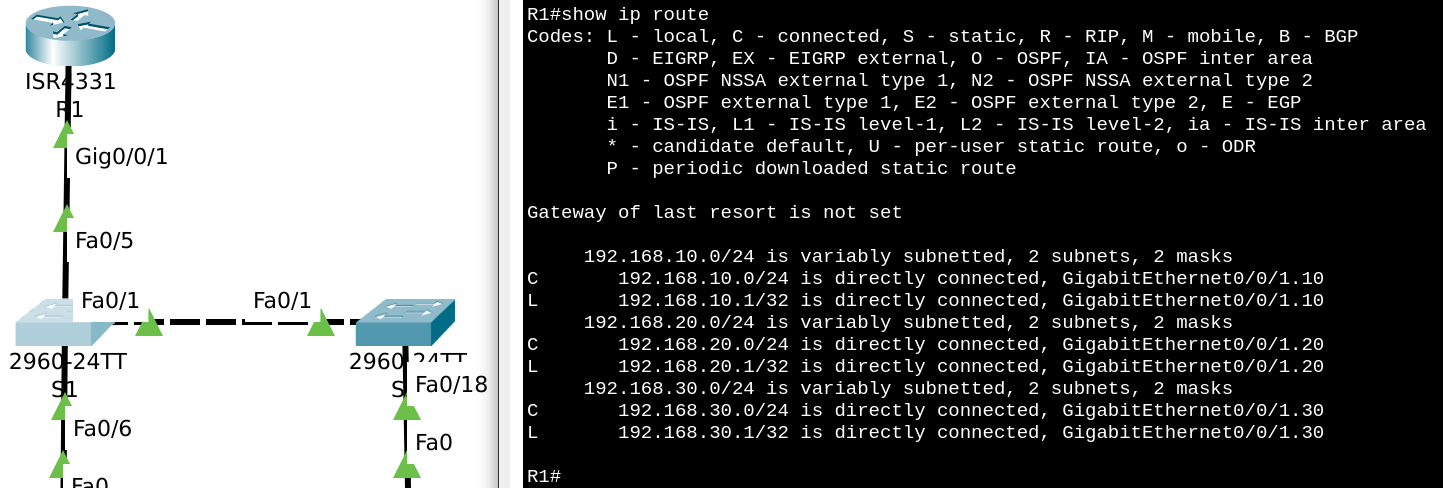 ISR4331
R1
Gig0/0/1
Fa0/5
Fa0/1
Fa0/1
2960-24TT
S1
2960-24TT
S
Fa0/18
Fa0/6
Fa0
Fa0
R1#show ip route
Codes: L - local, C - connected, S - static, R - RIP, M - mobile, B - BGP
D - EIGRP, EX - EIGRP external, O - OSPF, IA - OSPF inter area
N1 - OSPF NSSA external type 1, N2 - OSPF NSSA external type 2
E1 - OSPF external type 1, E2 - OSPF external type 2, E - EGP
i - IS-IS, L1 - IS-IS level-1, L2 - IS-IS level-2, ia - IS-IS inter area
* - candidate default, U - per-user static route, o - ODR
P - periodic downloaded static route
Gateway of last resort is not set
192.168.10.0/24 is variably subnetted, 2 subnets, 2 masks
C 192.168.10.0/24 is directly connected, GigabitEthernet0/0/1.10
L 192.168.10.1/32 is directly connected, GigabitEthernet0/0/1.10
192.168.20.0/24 is variably subnetted, 2 subnets, 2 masks
C 192.168.20.0/24 is directly connected, GigabitEthernet0/0/1.20
L 192.168.20.1/32 is directly connected, GigabitEthernet0/0/1.20
192.168.30.0/24 is variably subnetted, 2 subnets, 2 masks
C 192.168.30.0/24 is directly connected, GigabitEthernet0/0/1.30
L 192.168.30.1/32 is directly connected, GigabitEthernet0/0/1.30
R1#